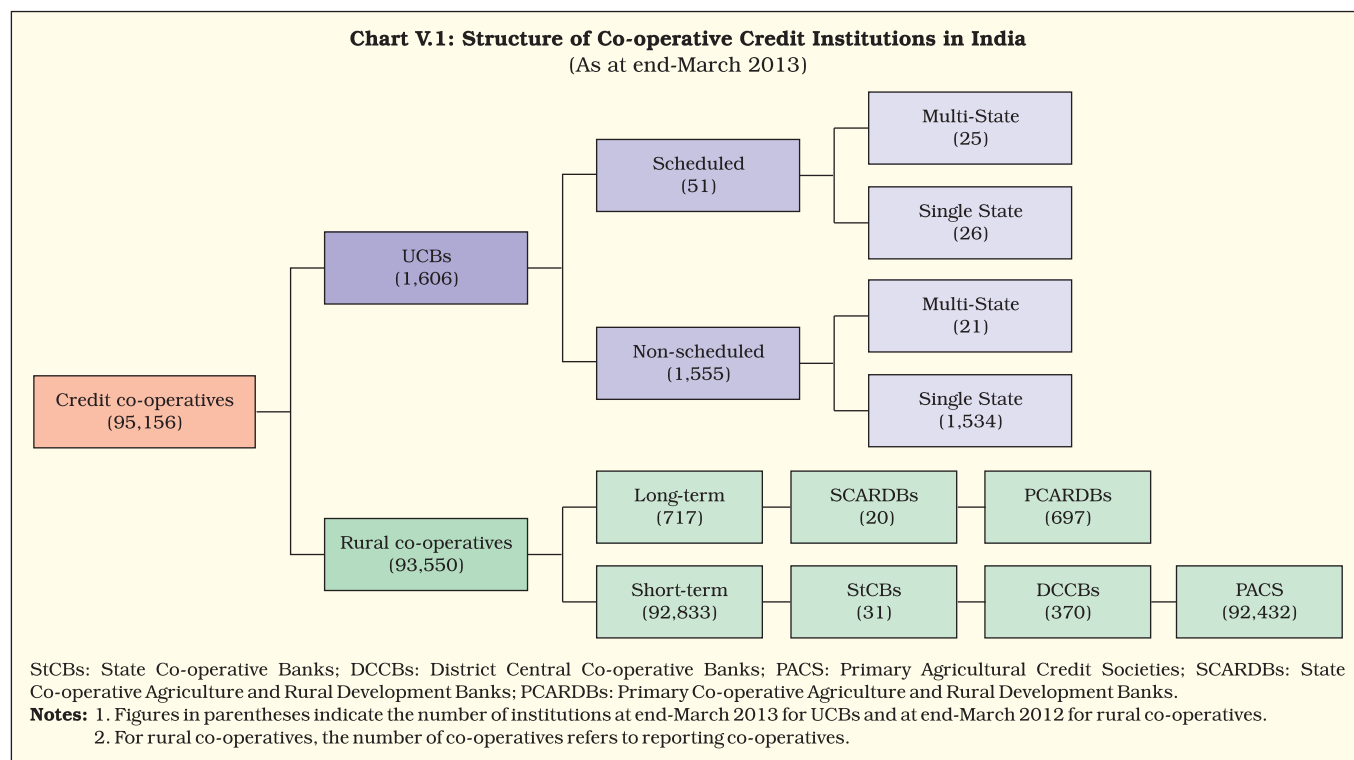 Chart V.1: Structure of Co-operative Credit Institutions in India
(As at end-March 2013)
Credit co-operatives
(95,156)
UCBs
(1,606)
Scheduled
(51)
Multi-State
(25)
Single State
(26)
Non-scheduled
(1,555)
Multi-State
(21)
Single State
(1,534)
Rural co-operatives
(93,550)
Long-term
(717)
SCARDBs
(20)
PCARDBs
(697)
Short-term
(92,833)
StCBs
(31)
DCCBs
(370)
PACS
(92,432)
StCBs: State Co-operative Banks; DCCBs: District Central Co-operative Banks; PACS: Primary Agricultural Credit Societies; SCARDBs: State
Co-operative Agriculture and Rural Development Banks; PCARDBs: Primary Co-operative Agriculture and Rural Development Banks.
Notes: 1. Figures in parentheses indicate the number of institutions at end-March 2013 for UCBs and at end-March 2012 for rural co-operatives.
2. For rural co-operatives, the number of co-operatives refers to reporting co-operatives.